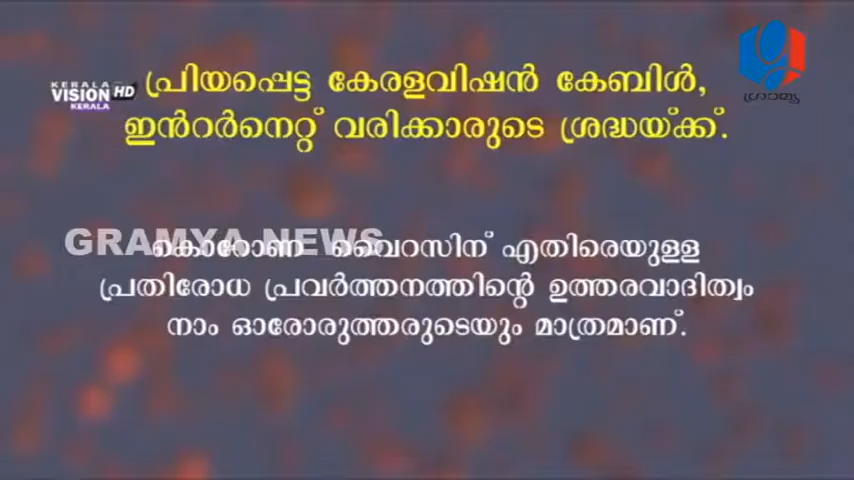 പ്രിയപ്പെട്ട കേരളവിഷൻ കേബിൾ,
KERALA
VISION HD
KERALA
ഗ്രാമ്യ
ഇൻറർനെറ്റ് വരിക്കാരുടെ ശ്രദ്ധയ്ക്ക്.
GRAMYA NEWS
കൊറോണ വൈറസിന് എതിരെയുള്ള
പ്രതിരോധ പ്രവർത്തനത്തിന്റെ ഉത്തരവാദിത്വം
നാം ഓരോരുത്തരുടെയും മാത്രമാണ്.